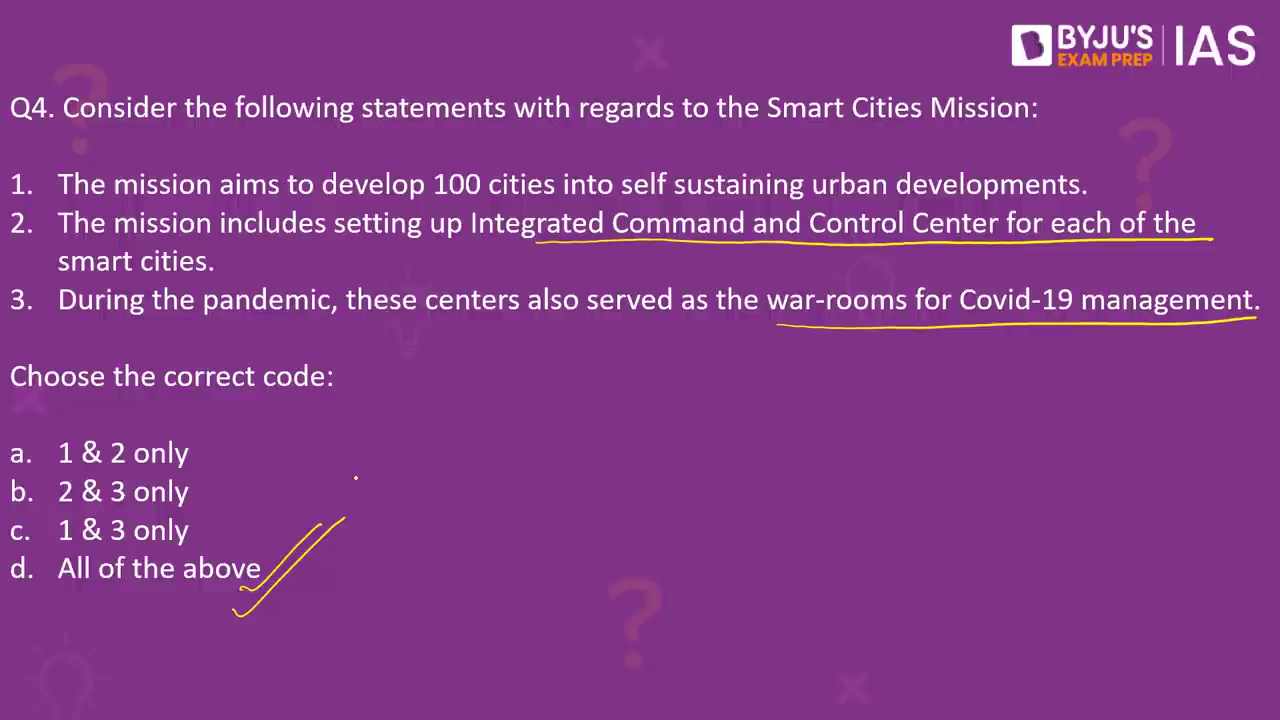 BYJU'S
EXAM PREP
IAS
Q4. Consider the following statements with regards to the Smart Cities Mission:
1. The mission aims to develop 100 cities into self sustaining urban developments.
2. The mission includes setting up Integrated Command and Control Center for each of the
smart cities.
3. During the pandemic, these centers also served as the war-rooms for Covid-19 management.
Choose the correct code:
a. 1 & 2 only
b. 2 & 3 only
c. 1 & 3 only
d. All of the above